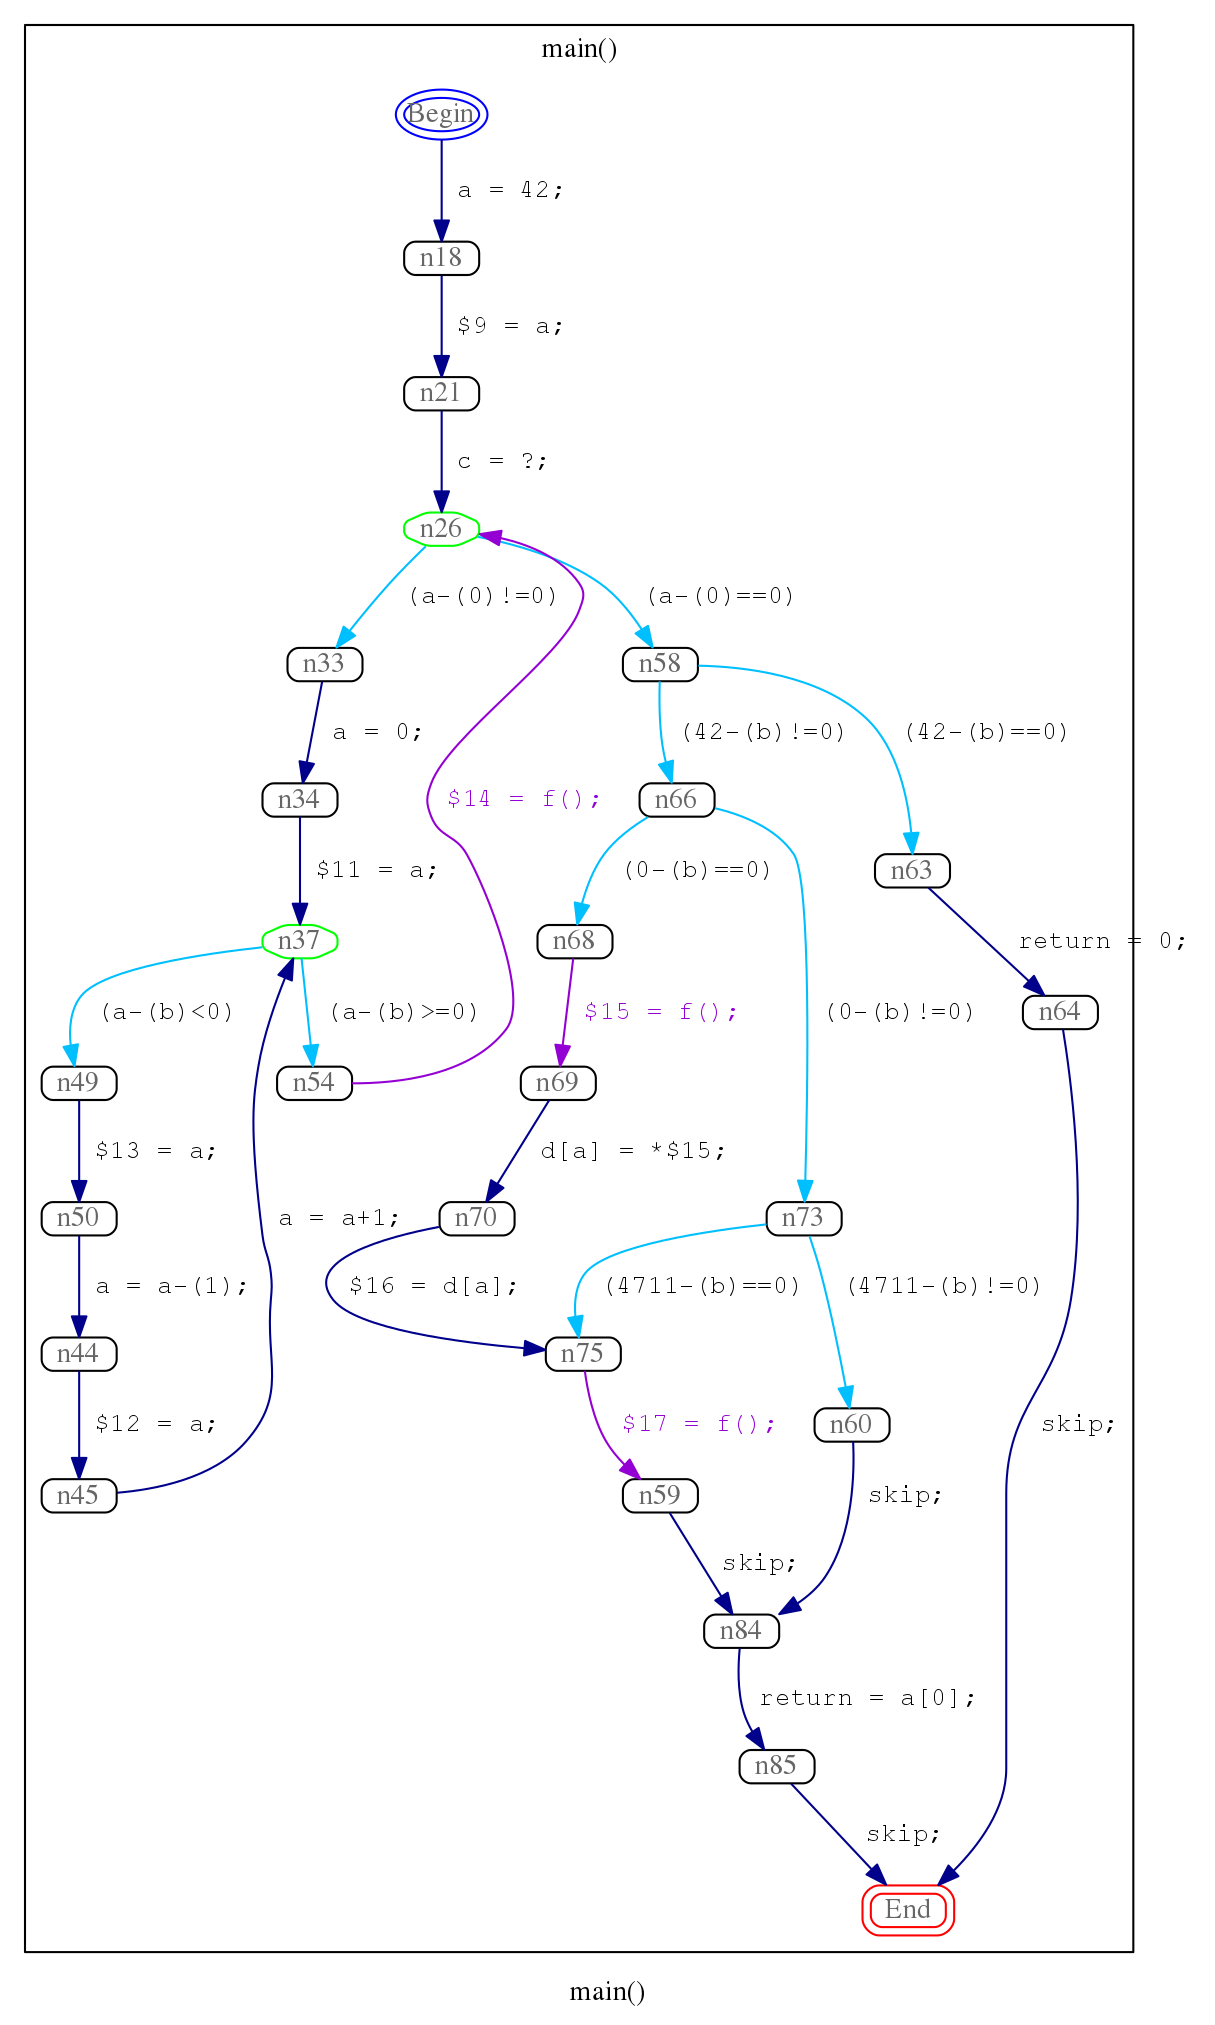 main()
Begin
a = 42;
n18
$9 = a;
n21
c = ?;
n26
(a-(0)!=0)
(a-(0)==0)
n33
n58
a = 0;
(42-(b)!=0)
(42-(b)==0)
n34
$14 = f();
n66
$11 = a;
(0-(b)==0)
n63
n37
n68
return = 0;
(a-(b)<0)
(a-(b)>=0)
$15 = f();
(0-(b)!=0)
n64
n49
n54
n69
$13 = a;
d[a] = *$15;
n50
a = a+1;
n70
n73
a = a-(1);
$16 = d[a];
(4711-(b)==0)
(4711-(b)!=0)
n44
n75
$12 = a;
$17 = f();
n60
skip;
n45
n59
skip;
skip;
n84
return = a[0];
n85
skip;
End
main()